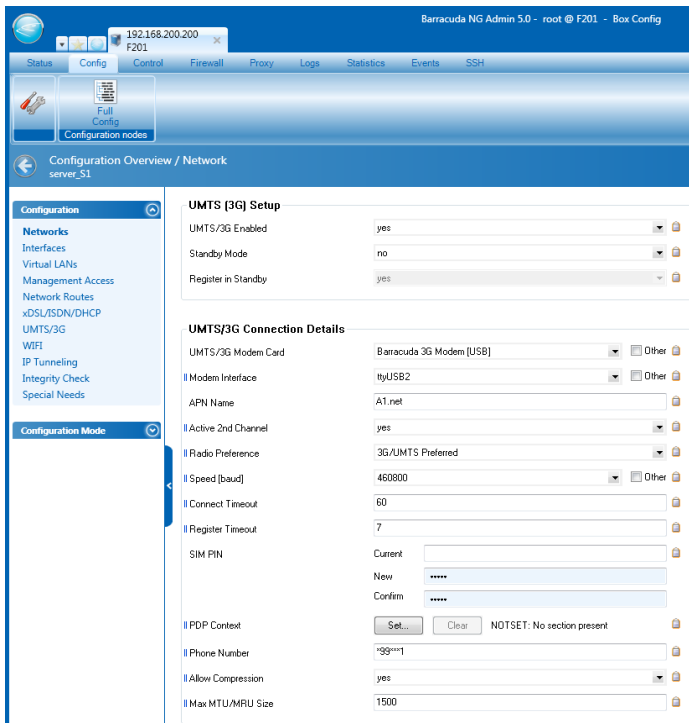 Barracuda NG Admin 5.0 - root @ F201 - Box Config
192.168.200.200
F201
Status Config Control Firewall Proxy Logs Statistics Events SSH
Full
Config
Configuration nodes
Configuration Overview / Network
server_S1
Configuration
Networks
Interfaces
Virtual LANs
Management Access
Network Routes
xDSL/ISDN/DHCP
UMTS/3G
WIFI
IP Tunneling
Integrity Check
Special Needs
Configuration Mode
UMTS (3G) Setup
UMTS/3G Enabled yes
Standby Mode no
Register in Standby yes
UMTS/3G Connection Details
UMTS/3G Modem Card Barracuda 3G Modem [USB] Other
Modem Interface ttyUSB2 Other
APN Name A1.net
Active 2nd Channel yes
Radio Preference 3G/UMTS Preferred
Speed [baud] 460800 Other
Connect Timeout 60
Register Timeout 7
SIM PIN Current
New •••••
Confirm •••••
PDP Context Set... Clear NOTSET: No section present
Phone Number *99***1
Allow Compression yes
Max MTU/MRU Size 1500